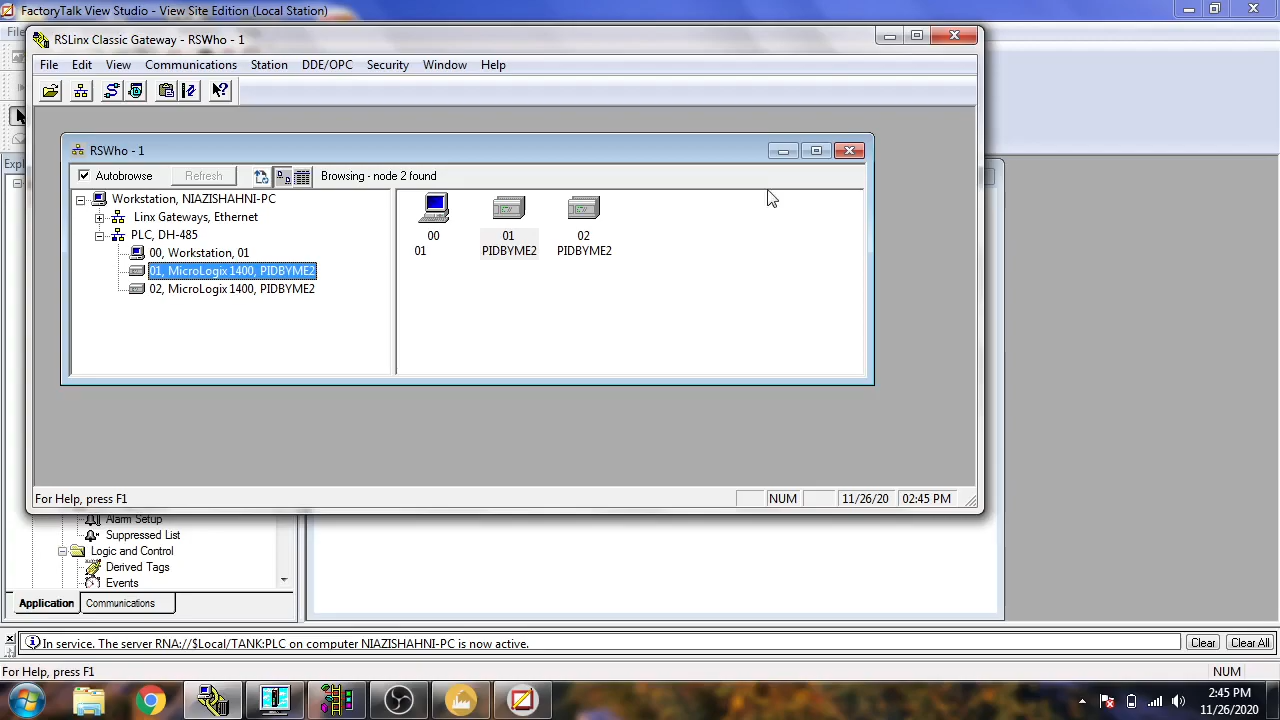 FactoryTalk View Studio - View Site Edition (Local Station)
RSLinx Classic Gateway - RSWho - 1
File Edit View Communications Station DDE/OPC Security Window Help
RSWho - 1
Autobrowse Refresh Browsing - node 2 found
Workstation, NIAZISHAHNI-PC
Linx Gateways, Ethernet
PLC, DH-485
00, Workstation, 01
01, MicroLogix 1400, PIDBYME2
02, MicroLogix 1400, PIDBYME2
00 01 02
01 PIDBYME2 PIDBYME2
For Help, press F1 NUM 11/26/20 02:45 PM
Alarm Setup
Suppressed List
Logic and Control
Derived Tags
Events
Application Communications
In service. The server RNA://$Local/TANK:PLC on computer NIAZISHAHNI-PC is now active. Clear Clear All
For Help, press F1 NUM
2:45 PM
11/26/2020